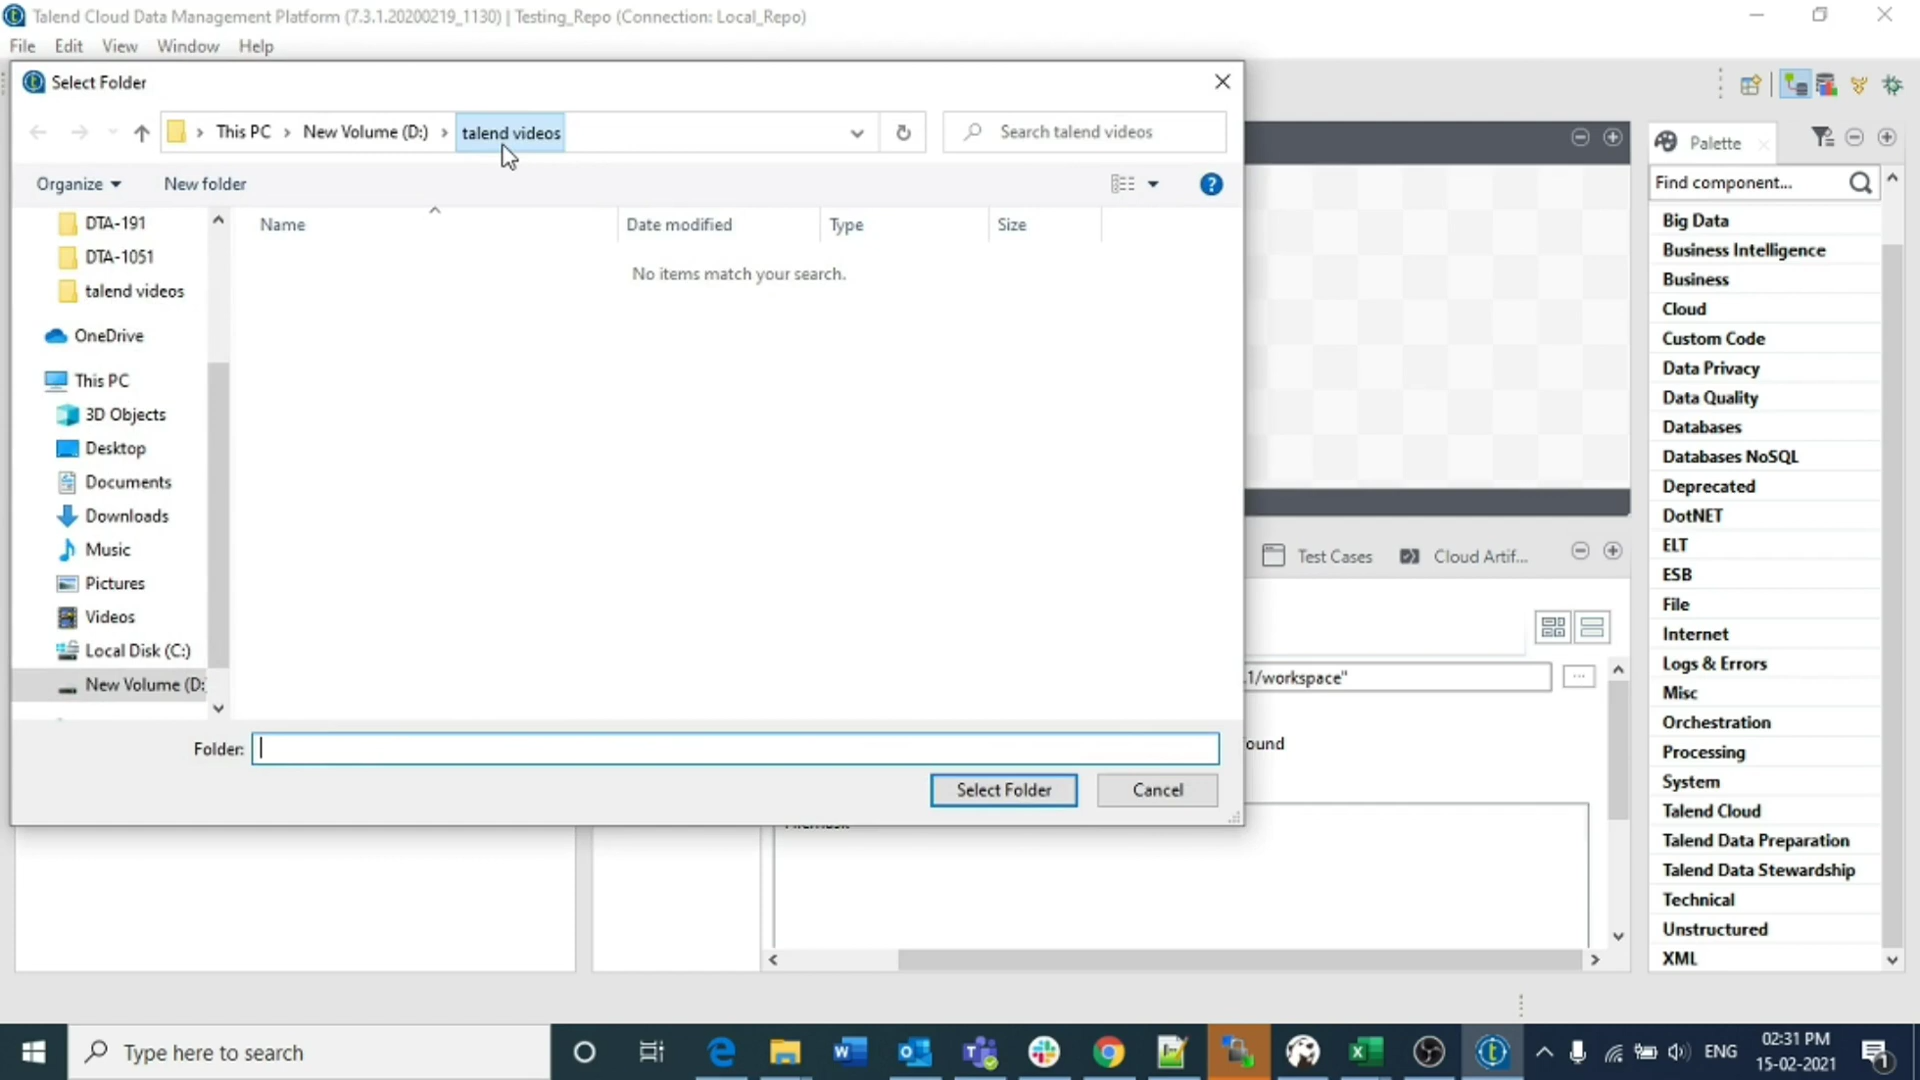 Talend Cloud Data Management Platform (7.3.1.20200219_1130) | Testing_Repo (Connection: Local_Repo)
File Edit View Window Help
Select Folder
This PC > New Volume (D:) > talend videos
Search talend videos
Organize New folder
?
Name Date modified Type Size
No items match your search.
DTA-191
DTA-1051
talend videos
OneDrive
This PC
3D Objects
Desktop
Documents
Downloads
Music
Pictures
Videos
Local Disk (C:)
New Volume (D:
Folder:
Select Folder Cancel
Palette
Find component...
Big Data
Business Intelligence
Business
Cloud
Custom Code
Data Privacy
Data Quality
Databases
Databases NoSQL
Deprecated
DotNET
ELT
ESB
File
Internet
Logs & Errors
Misc
Orchestration
Processing
System
Talend Cloud
Talend Data Preparation
Talend Data Stewardship
Technical
Unstructured
XML
Test Cases Cloud Artif...
.1/workspace" ...
ound
Type here to search
ENG
02:31 PM
15-02-2021
1